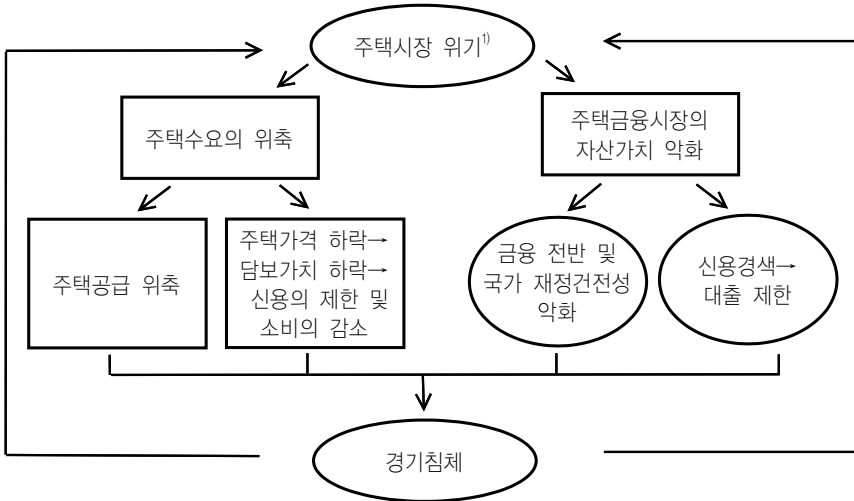 주택시장 위기1)
주택수요의 위축
주택금융시장의
자산가치 악화
주택공급 위축
주택가격 하락→
담보가치 하락→
신용의 제한 및
소비의 감소
금융 전반 및
국가 재정건전성
악화
신용경색→
대출 제한
경기침체